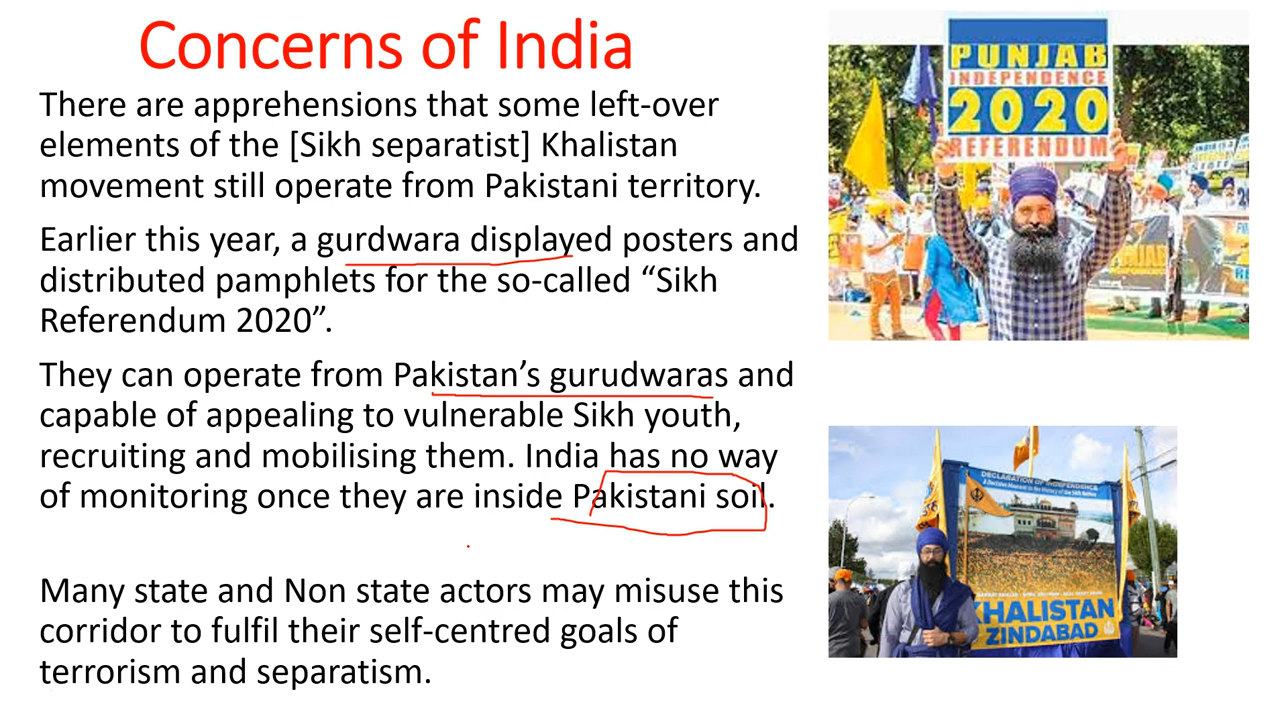 Concerns of India
There are apprehensions that some left-over
elements of the [Sikh separatist] Khalistan
movement still operate from Pakistani territory.
Earlier this year, a gurdwara displayed posters and
distributed pamphlets for the so-called “Sikh
Referendum 2020”.
They can operate from Pakistan’s gurudwaras and
capable of appealing to vulnerable Sikh youth,
recruiting and mobilising them. India has no way
of monitoring once they are inside Pakistani soil.
Many state and Non state actors may misuse this
corridor to fulfil their self-centred goals of
terrorism and separatism.
PUNJAB
INDEPENDENCE
2020
REFERENDUM
DECLARATION OF INDEPENDENCE
KHALISTAN
ZINDABAD